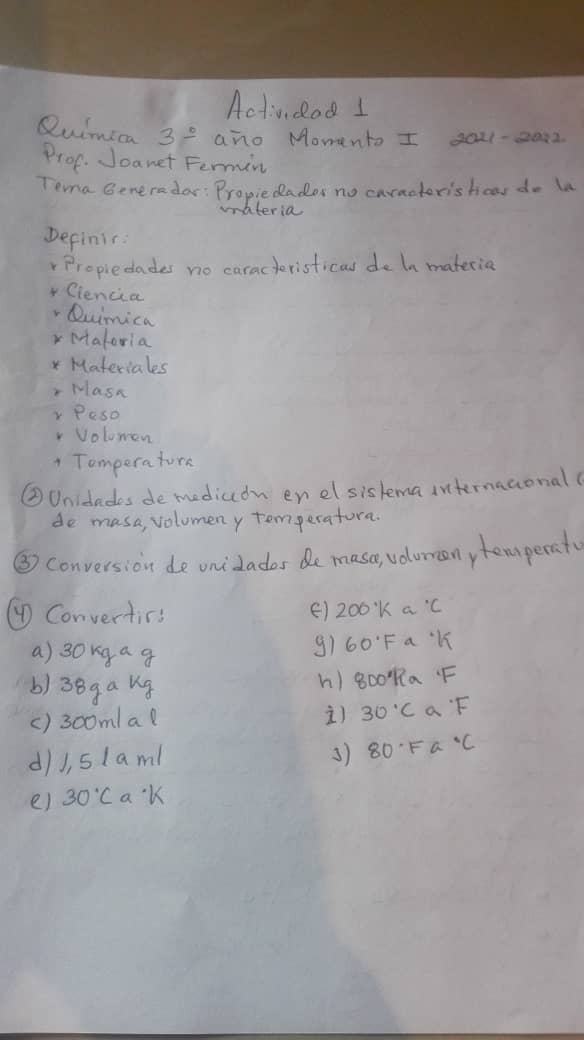 Actividad 1
Química 3º año Momento I 2021-2022
Prof. Joanet Fermín
Tema Generador: Propiedades no características de la
materia
Definir:
* Propiedades no características de la materia
* Ciencia
* Química
* Materia
* Materiales
* Masa
* Peso
* Volumen
* Temperatura
② Unidades de medición en el sistema internacional
de masa, volumen y temperatura.
③ Conversión de unidades de masa, volumen y temperatu
④ Convertir:
a) 30 kg a g
b) 38g a Kg
c) 300ml a l
d) 1,5 l a ml
e) 30°C a °K
f) 200°K a °C
g) 60°F a °K
h) 800°K a °F
i) 30°C a °F
j) 80°F a °C